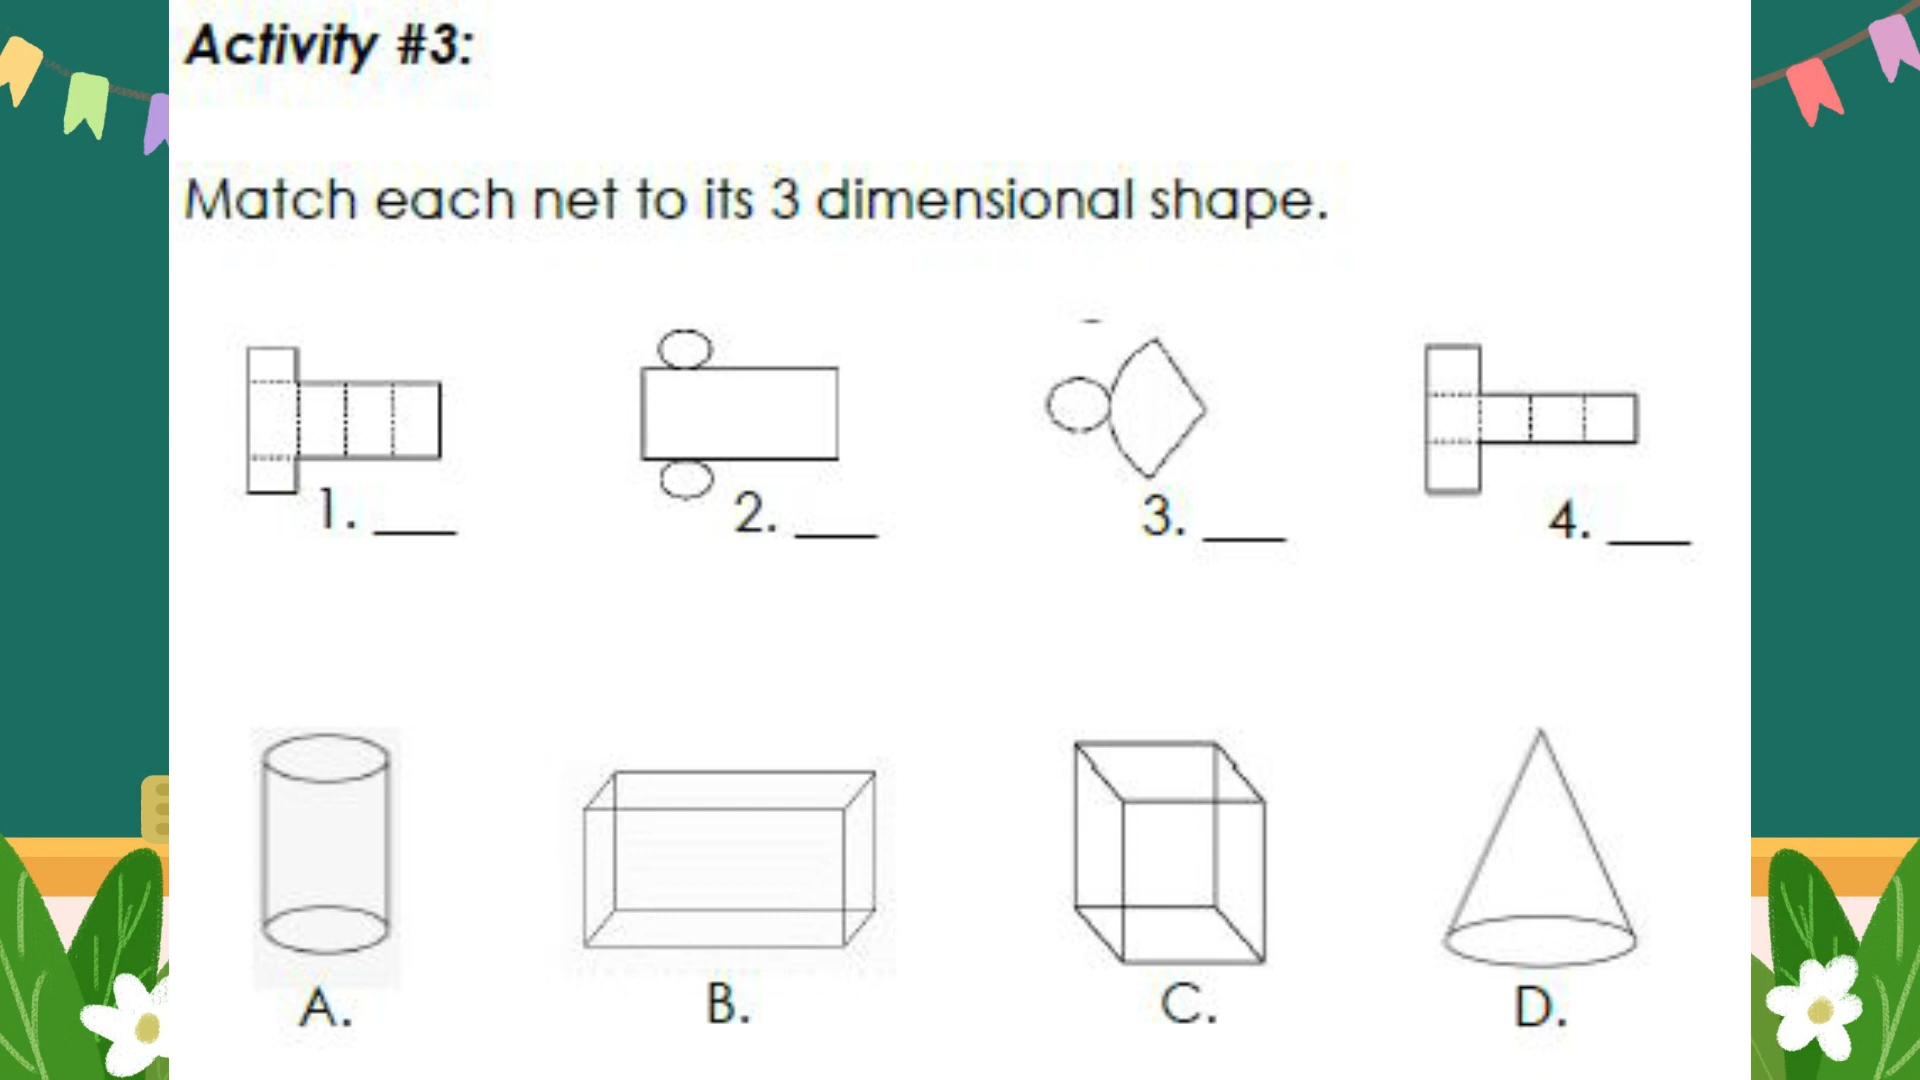 Activity #3:
Match each net to its 3 dimensional shape.
1. ___ 2. ___ 3. ___ 4. ___
A. B. C. D.